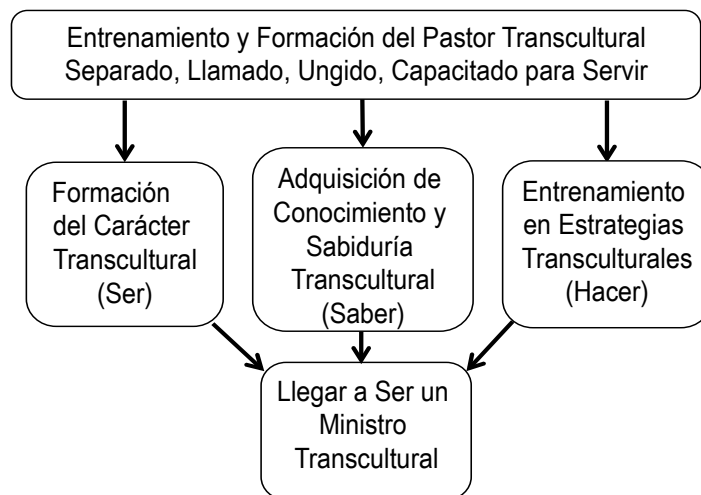 Entrenamiento y Formación del Pastor Transcultural
Separado, Llamado, Ungido, Capacitado para Servir
Formación
del Carácter
Transcultural
(Ser)
Adquisición de
Conocimiento y
Sabiduría
Transcultural
(Saber)
Entrenamiento
en Estrategias
Transculturales
(Hacer)
Llegar a Ser un
Ministro
Transcultural